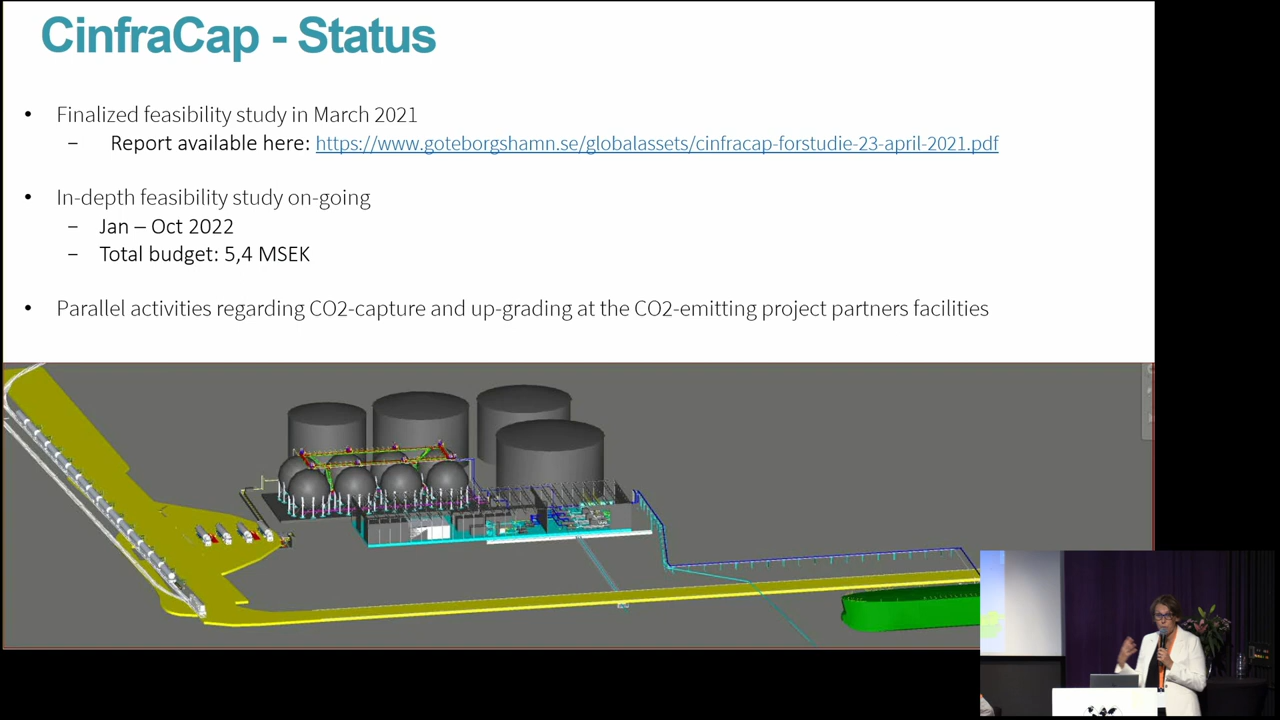 CinfraCap - Status
• Finalized feasibility study in March 2021
– Report available here: https://www.goteborgshamn.se/globalassets/cinfracap-forstudie-23-april-2021.pdf
• In-depth feasibility study on-going
– Jan – Oct 2022
– Total budget: 5,4 MSEK
• Parallel activities regarding CO2-capture and up-grading at the CO2-emitting project partners facilities